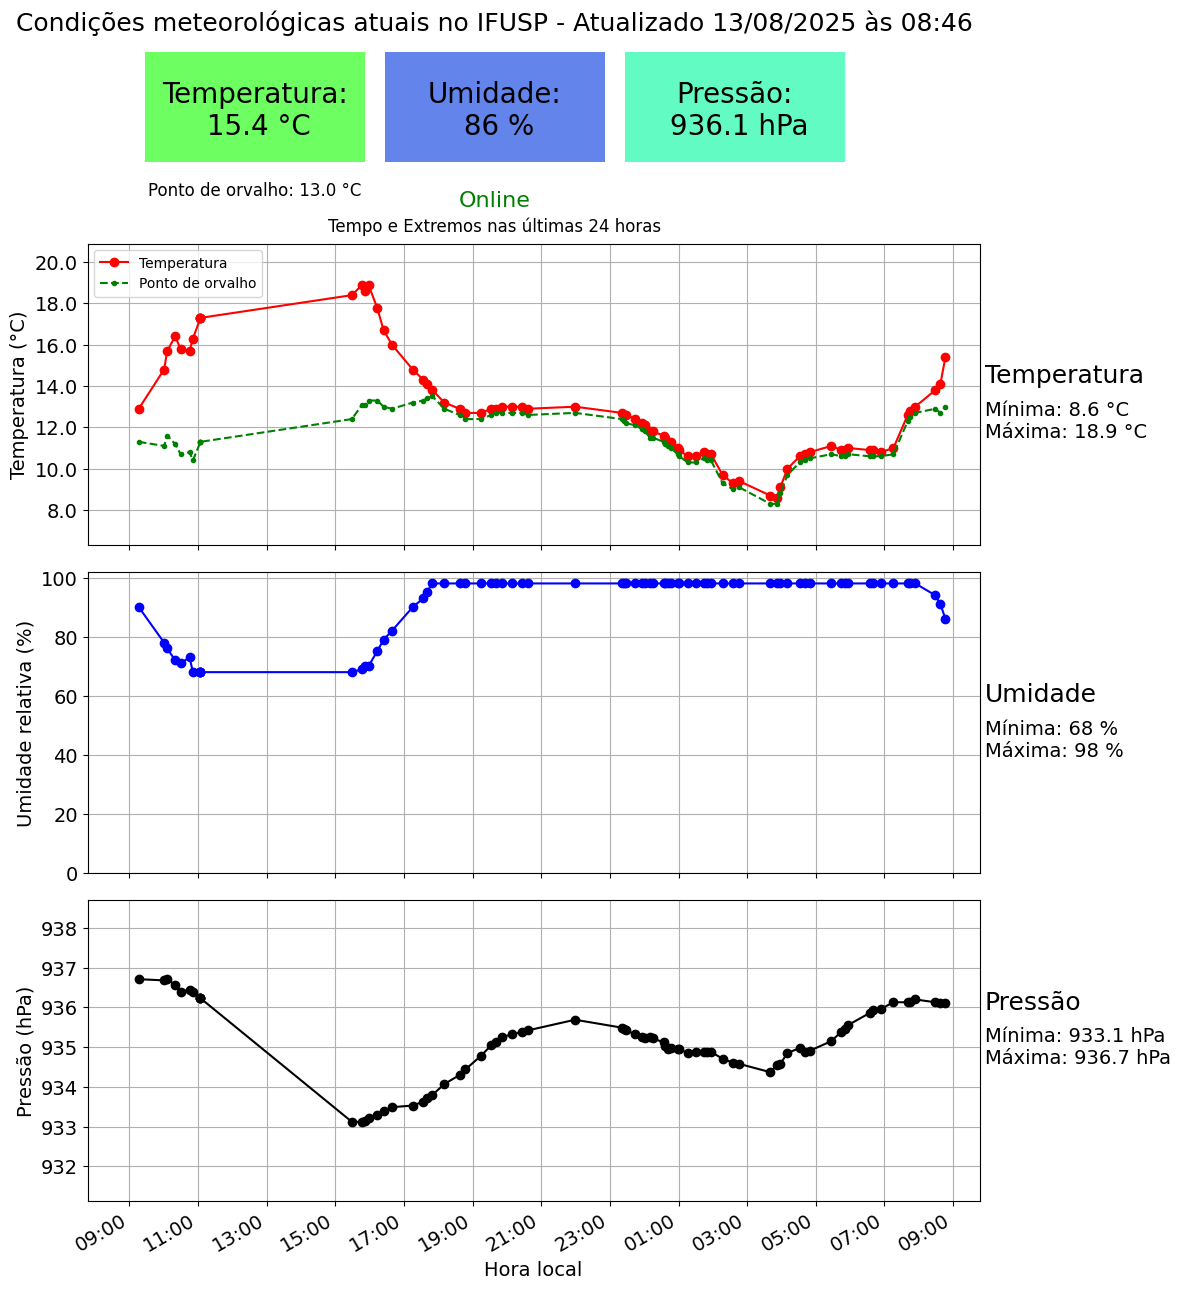 Condições meteorológicas atuais no IFUSP - Atualizado 13/08/2025 às 08:46
Temperatura:
15.4 °C
Umidade:
86 %
Pressão:
936.1 hPa
Ponto de orvalho: 13.0 °C
Online
Tempo e Extremos nas últimas 24 horas
Temperatura (°C)
20.0
18.0
16.0
14.0
12.0
10.0
8.0
Temperatura
Ponto de orvalho
Temperatura
Mínima: 8.6 °C
Máxima: 18.9 °C
Umidade relativa (%)
100
80
60
40
20
0
Umidade
Mínima: 68 %
Máxima: 98 %
Pressão (hPa)
938
937
936
935
934
933
932
Pressão
Mínima: 933.1 hPa
Máxima: 936.7 hPa
09:00
11:00
13:00
15:00
17:00
19:00
21:00
23:00
01:00
03:00
05:00
07:00
09:00
Hora local